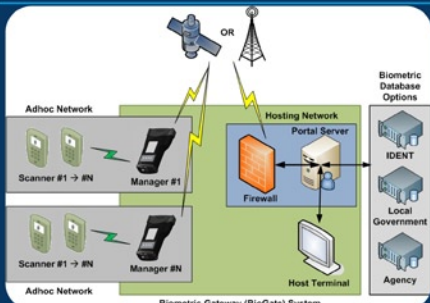 OR
Adhoc Network
Scanner #1 → #N
Manager #1
Scanner #1 → #N
Manager #N
Adhoc Network
Hosting Network
Portal Server
Firewall
Host Terminal
Biometric
Database
Options
IDENT
Local
Government
Agency
Biometric Gateway (BioGate) System